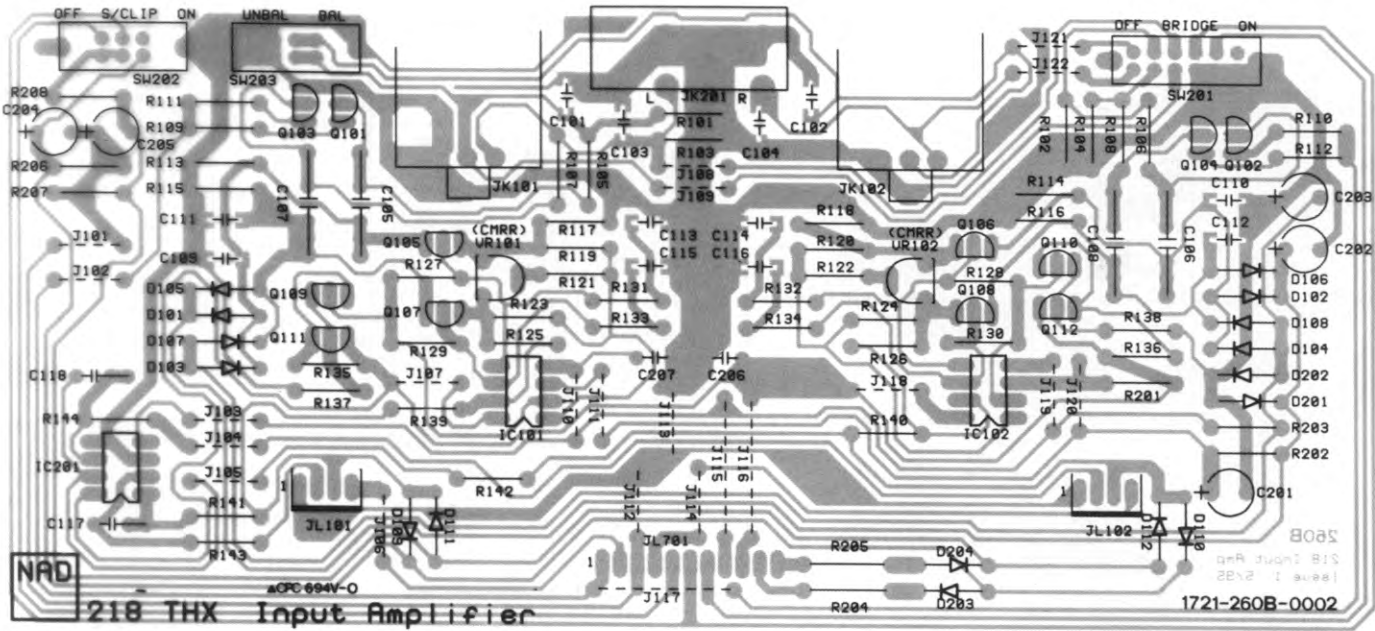 OFF S/CLIP ON
UNBAL BAL
OFF BRIDGE ON
SW202
SW203
JK201
L
R
J121
J122
SW201
R208
C204
R111
R109
Q103
Q101
C205
R206
R207
R113
R115
C101
C103
R101
R103
C104
C102
J108
J109
R107
R105
JK101
JK102
R102
R104
R108
R106
Q104
Q102
R110
R112
C110
C112
C203
C202
C111
C109
C107
C105
J101
J102
(CMRR)
VR101
Q105
R127
R117
R119
R121
C113
C115
C114
C116
R118
R120
R122
(CMRR)
VR102
Q106
R128
Q108
R114
R116
Q110
Q112
C108
C106
D105
D101
D107
D103
Q109
Q111
Q107
R123
R125
R129
R131
R133
R132
R134
R124
R126
R130
R138
R136
D106
D102
D108
D104
D202
D201
C118
R135
R137
J107
R139
IC101
J110
J111
C207
C206
J113
J115
J116
J118
R140
IC102
J119
J120
R201
R203
R202
R144
IC201
J103
J104
J105
R141
R143
C117
1
JL101
J106
D109
D111
R142
J112
J114
1
JL102
D112
D110
C201
JL701
1
J117
R205
R204
D204
D203
260B
218 Input Amp
Issue 1 5/95
NAD
CPC 694V-0
218 THX Input Amplifier
1721-260B-0002